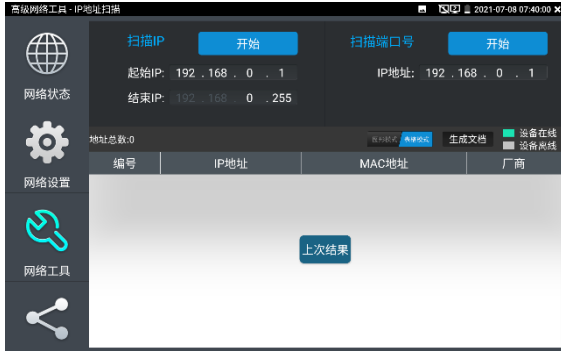 高级网络工具 - IP地址扫描
2021-07-08 07:40:00
扫描IP
开始
起始IP: 192 . 168 . 0 . 1
结束IP: 192 . 168 . 0 . 255
扫描端口号
开始
IP地址: 192 . 168 . 0 . 1
网络状态
网络设置
网络工具
地址总数:0
表格模式
生成文档
设备在线
设备离线
编号 IP地址 MAC地址 厂商
上次结果